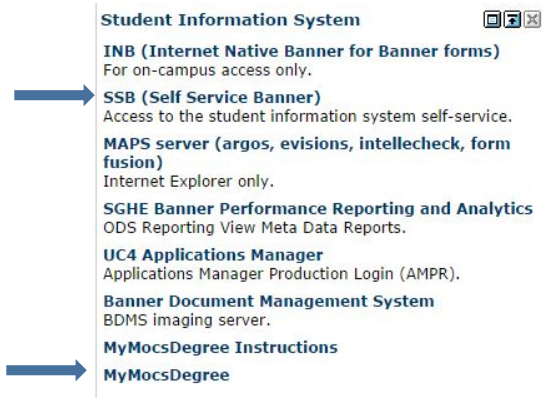 Student Information System
INB (Internet Native Banner for Banner forms)
For on-campus access only.
SSB (Self Service Banner)
Access to the student information system self-service.
MAPS server (argos, evisions, intellecheck, form
fusion)
Internet Explorer only.
SGHE Banner Performance Reporting and Analytics
ODS Reporting View Meta Data Reports.
UC4 Applications Manager
Applications Manager Production Login (AMPR).
Banner Document Management System
BDMS imaging server.
MyMocsDegree Instructions
MyMocsDegree